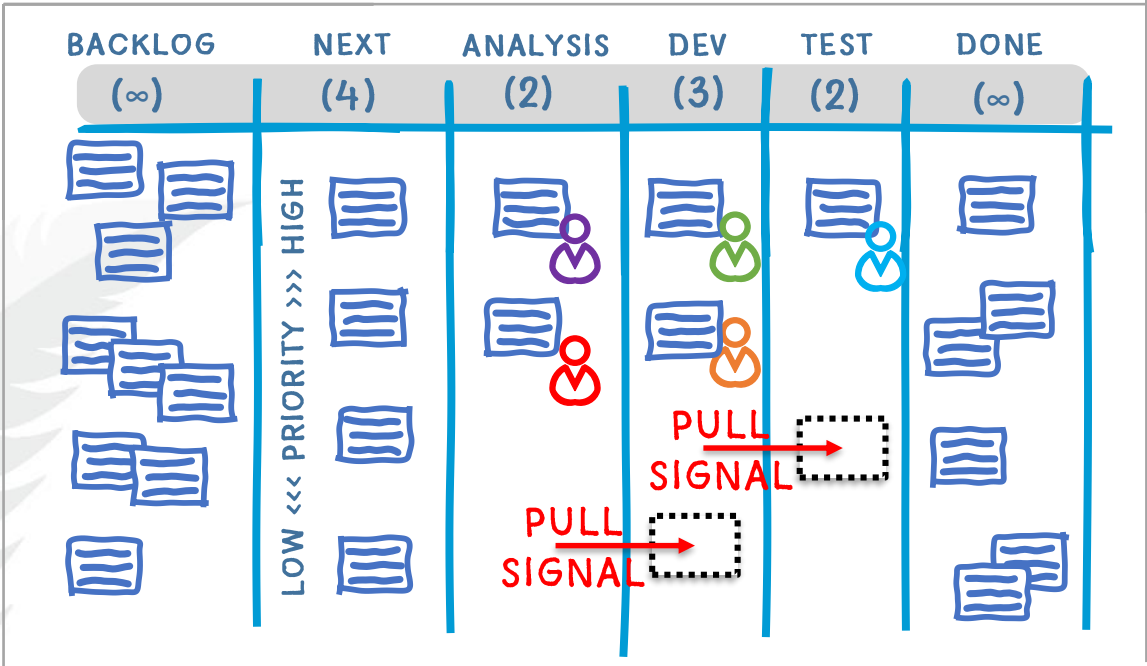 BACKLOG NEXT ANALYSIS DEV TEST DONE
(∞) (4) (2) (3) (2) (∞)
LOW <<< PRIORITY >>> HIGH
PULL
SIGNAL
PULL
SIGNAL